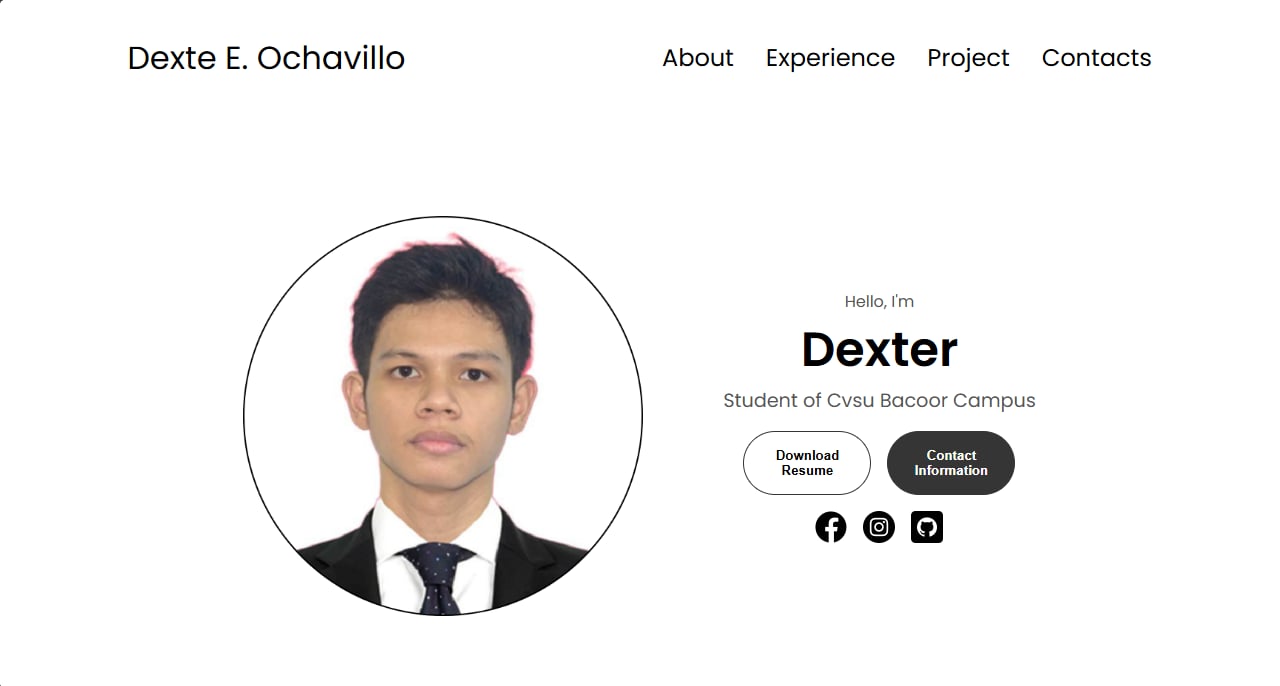 Dexte E. Ochavillo
About Experience Project Contacts
Hello, I'm
Dexter
Student of Cvsu Bacoor Campus
Download
Resume
Contact
Information